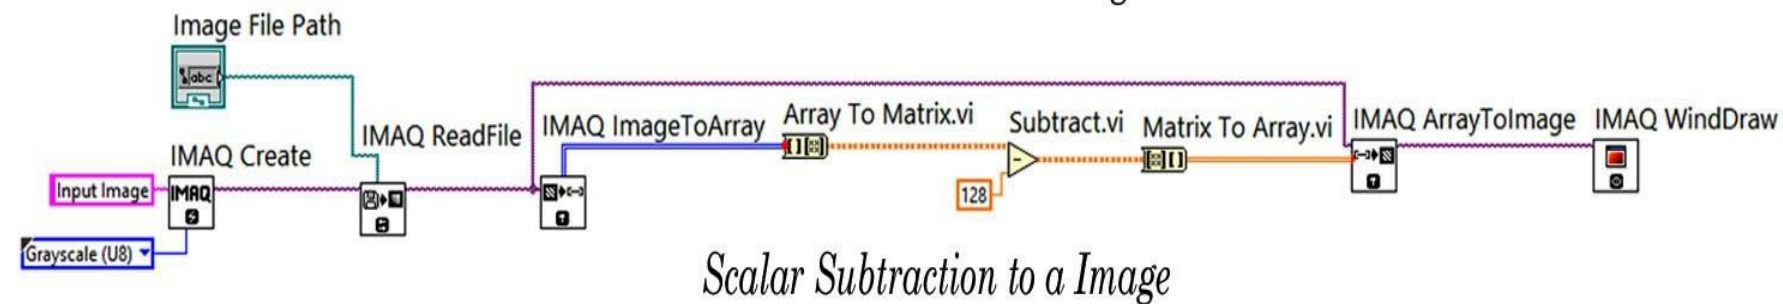 Image File Path
abc
IMAQ ReadFile
IMAQ ImageToArray
Array To Matrix.vi
Subtract.vi
Matrix To Array.vi
IMAQ ArrayToImage
IMAQ WindDraw
IMAQ Create
Input Image
IMAQ
128
Grayscale (U8)
Scalar Subtraction to a Image